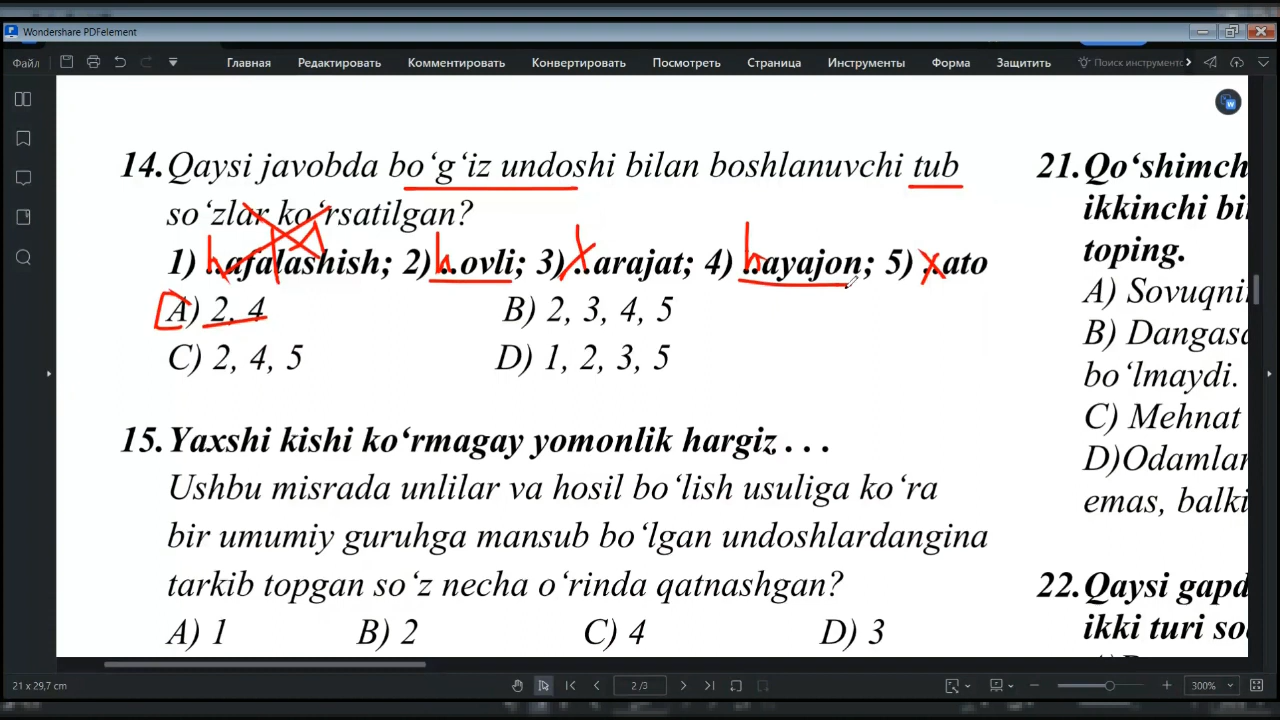 Wondershare PDFelement
Файл Главная Редактировать Комментировать Конвертировать Посмотреть Страница Инструменты Форма Защитить Поиск инструменто
14. Qaysi javobda bo‘g‘iz undoshi bilan boshlanuvchi tub
so‘zlar ko‘rsatilgan?
1) h..afalashish; 2) h..ovli; 3) x..arajat; 4) h..ayajon; 5) x..ato
A) 2, 4 B) 2, 3, 4, 5
C) 2, 4, 5 D) 1, 2, 3, 5
15. Yaxshi kishi ko‘rmagay yomonlik hargiz . . .
Ushbu misrada unlilar va hosil bo‘lish usuliga ko‘ra
bir umumiy guruhga mansub bo‘lgan undoshlardangina
tarkib topgan so‘z necha o‘rinda qatnashgan?
A) 1 B) 2 C) 4 D) 3
21. Qo‘shimch
ikkinchi bi
toping.
A) Sovuqni
B) Dangasa
bo‘lmaydi.
C) Mehnat
D)Odamlar
emas, balki
22. Qaysi gapd
ikki turi so
21 x 29,7 cm 2 /3 300%